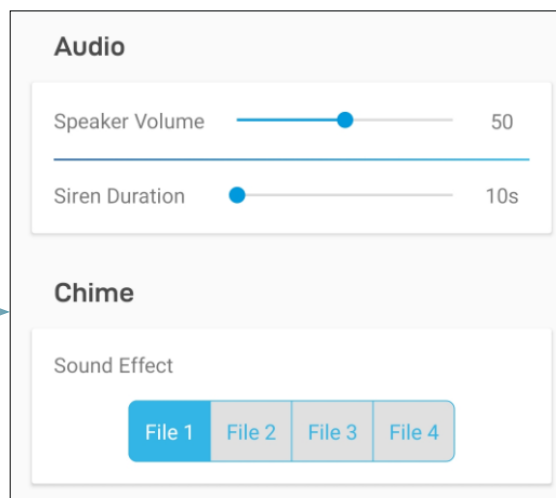 Audio
Speaker Volume 50
Siren Duration 10s
Chime
Sound Effect
File 1 File 2 File 3 File 4